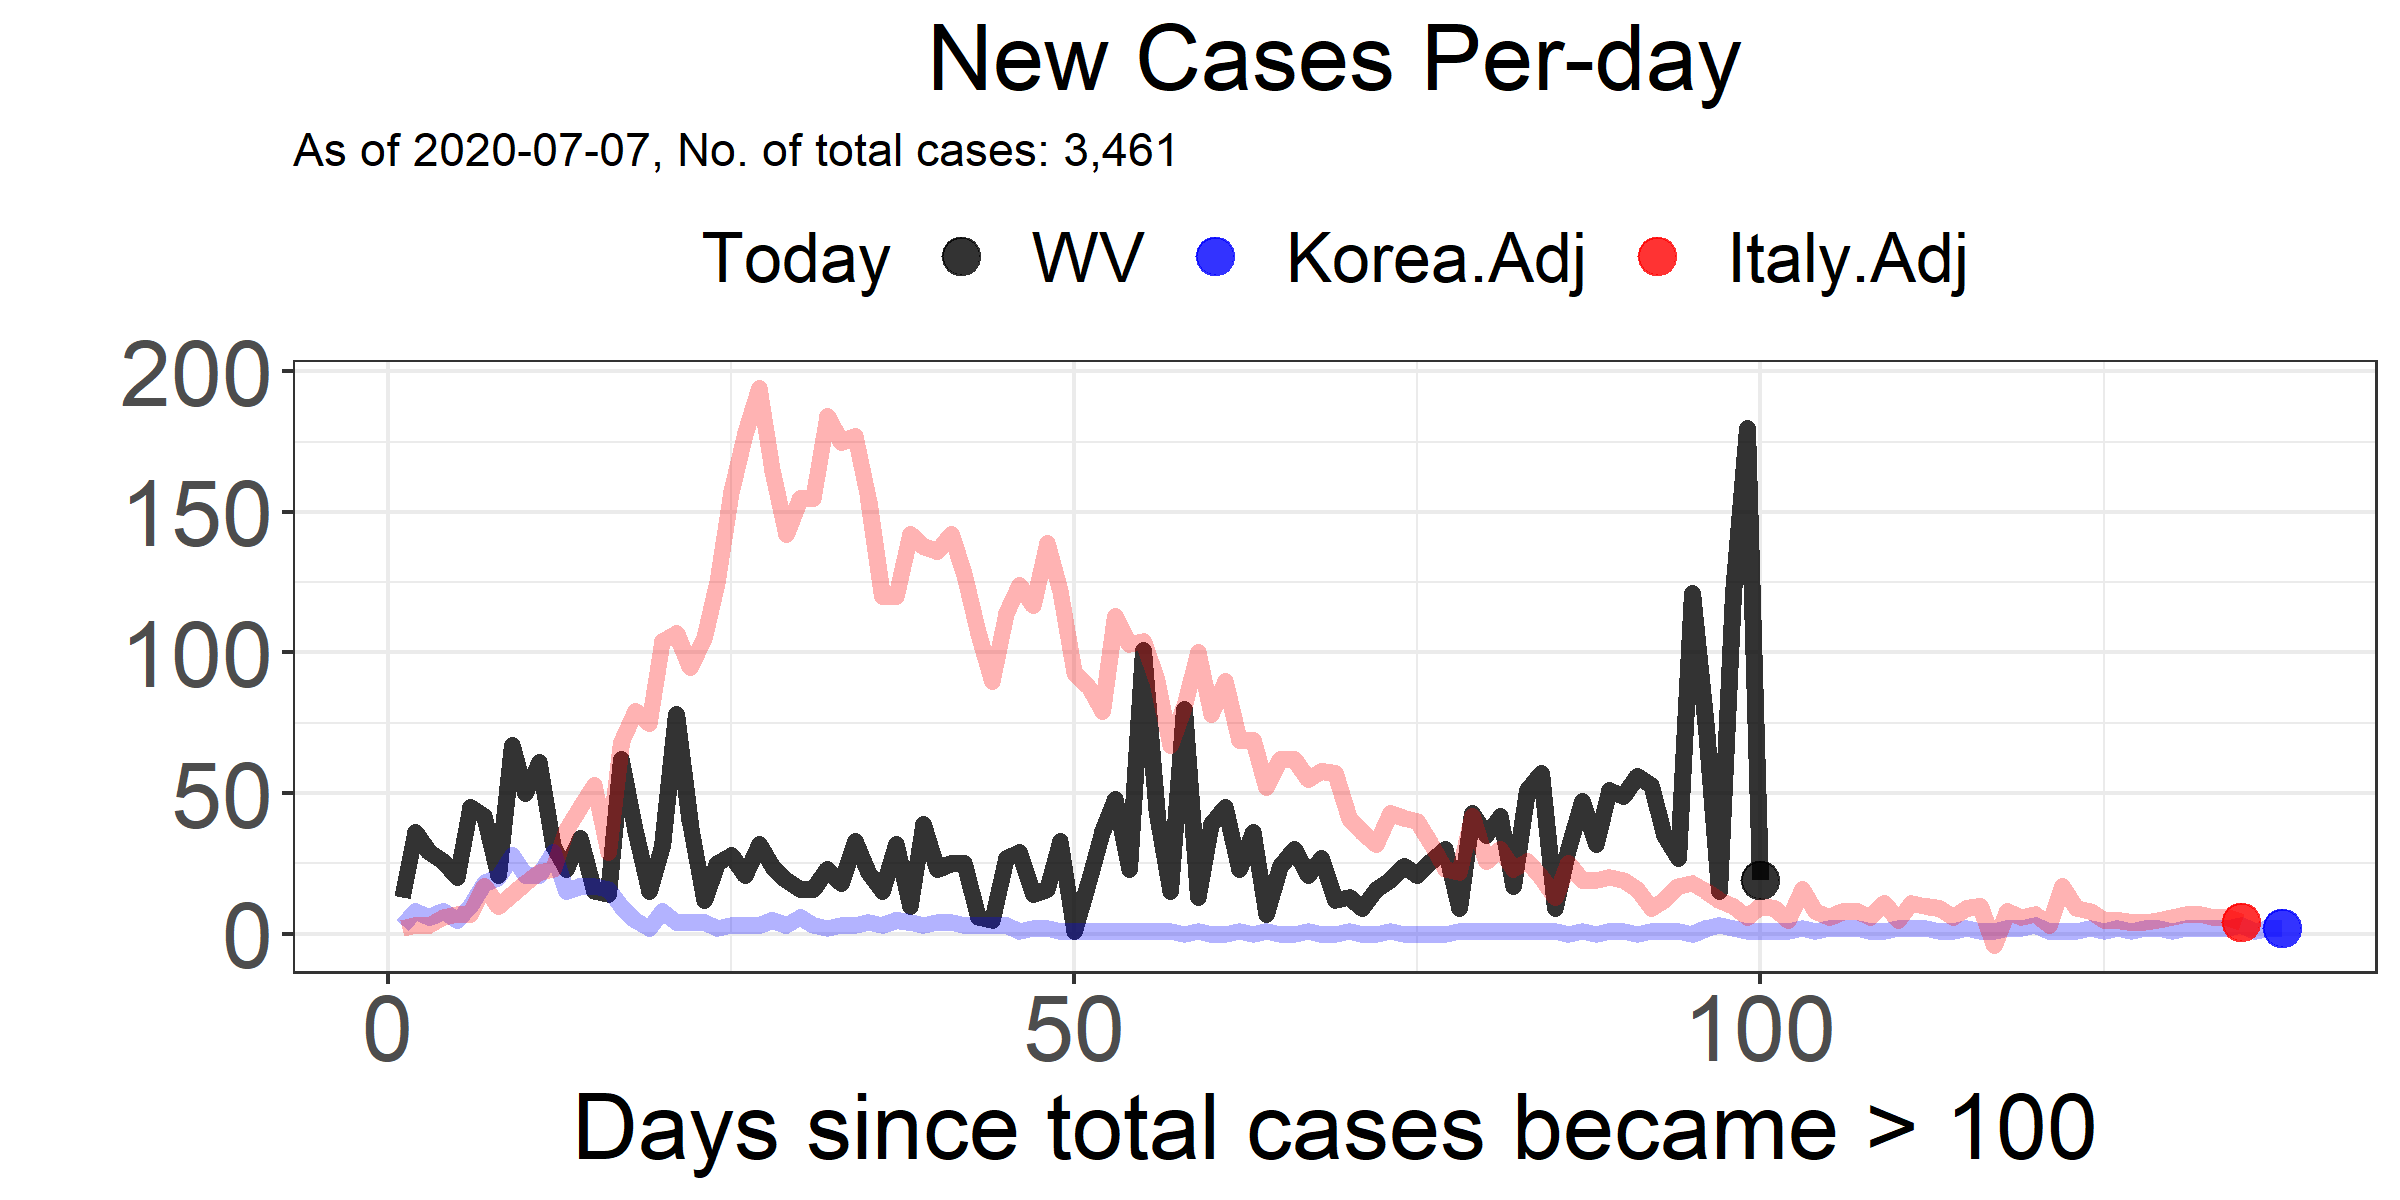 New Cases Per-day
As of 2020-07-07, No. of total cases: 3,461
Today WV Korea.Adj Italy.Adj
200
150
100
50
0
0 50 100
Days since total cases became > 100